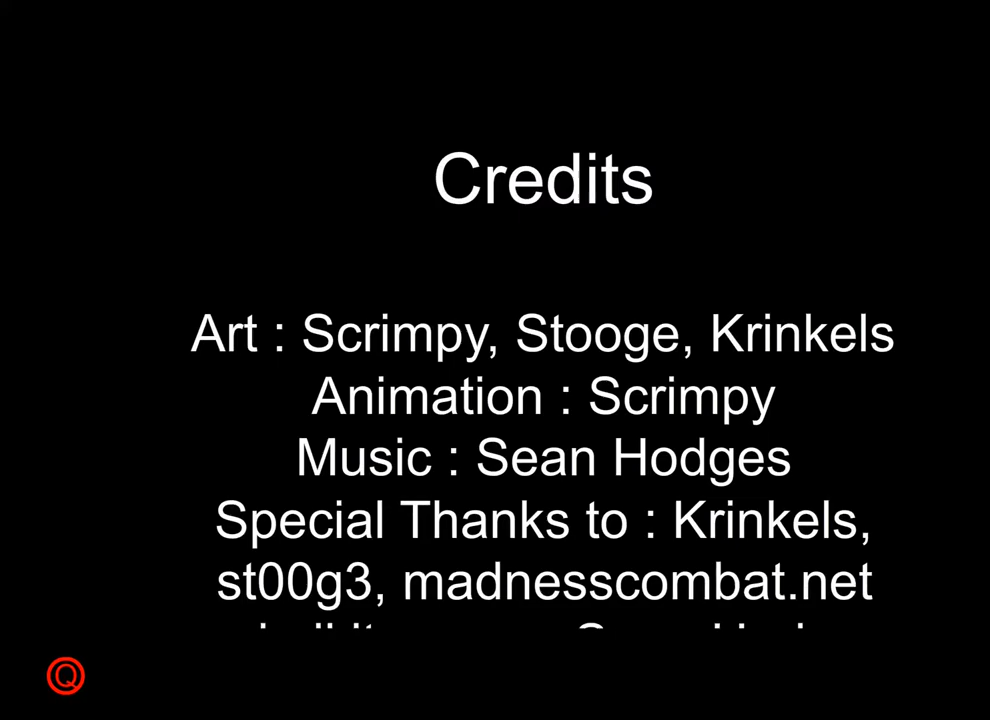 Credits
Art : Scrimpy, Stooge, Krinkels
Animation : Scrimpy
Music : Sean Hodges
Special Thanks to : Krinkels,
st00g3, madnesscombat.net
Q